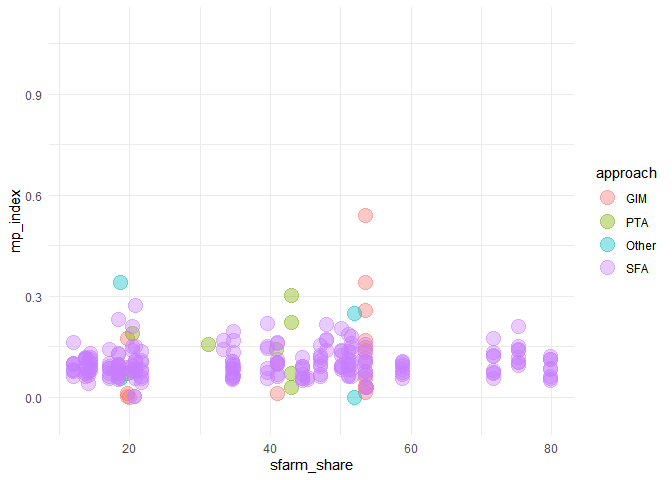 0.9
0.6
0.3
0.0
mp_index
20
40
60
80
sfarm_share
approach
GIM
PTA
Other
SFA